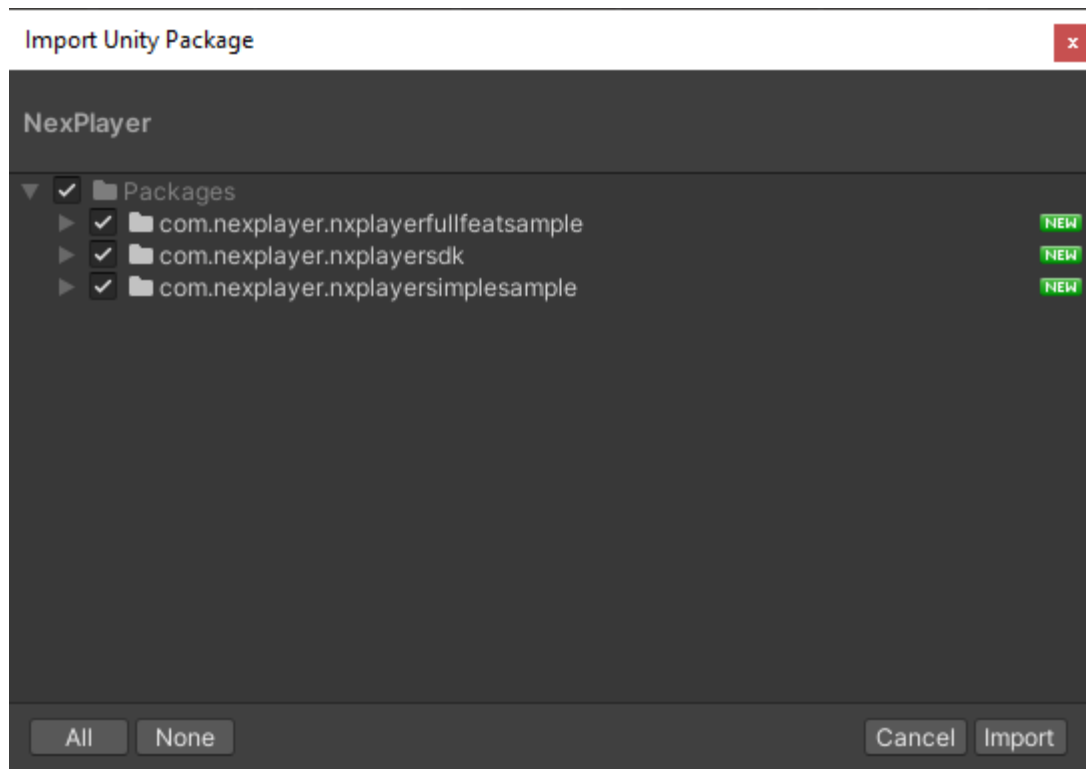 Import Unity Package
x
NexPlayer
Packages
com.nexplayer.nxplayerfullfeatsample NEW
com.nexplayer.nxplayersdk NEW
com.nexplayer.nxplayersimplesample NEW
All None Cancel Import